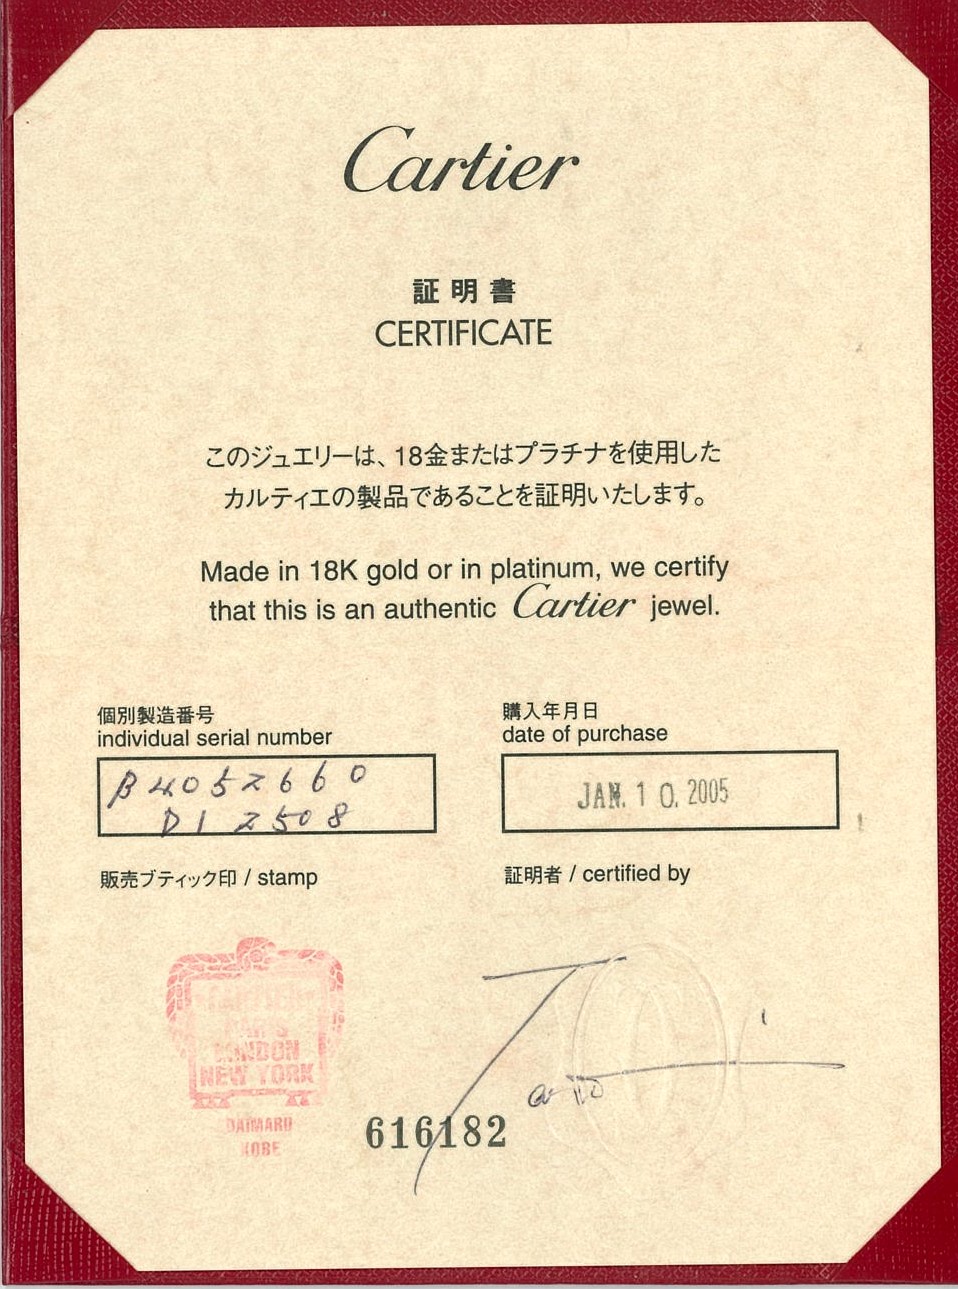 Cartier
証明書
CERTIFICATE
このジュエリーは、18金またはプラチナを使用した
カルティエの製品であることを証明いたします。
Made in 18K gold or in platinum, we certify
that this is an authentic Cartier jewel.
個別製造番号
individual serial number
B4052660
D12508
購入年月日
date of purchase
JAN. 10. 2005
販売ブティック印 / stamp
証明者 / certified by
CARTIER
PARIS
LONDON
NEW YORK
DAIMARU
KOBE
616182